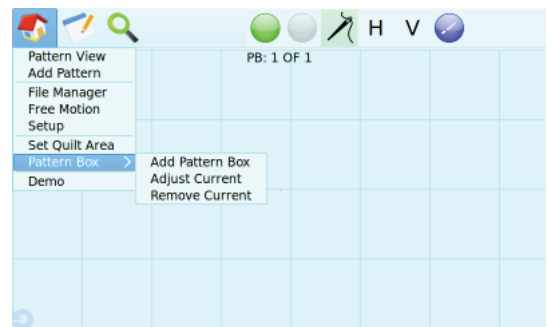 H V
PB: 1 OF 1
Pattern View
Add Pattern
File Manager
Free Motion
Setup
Set Quilt Area
Pattern Box >
Demo
Add Pattern Box
Adjust Current
Remove Current